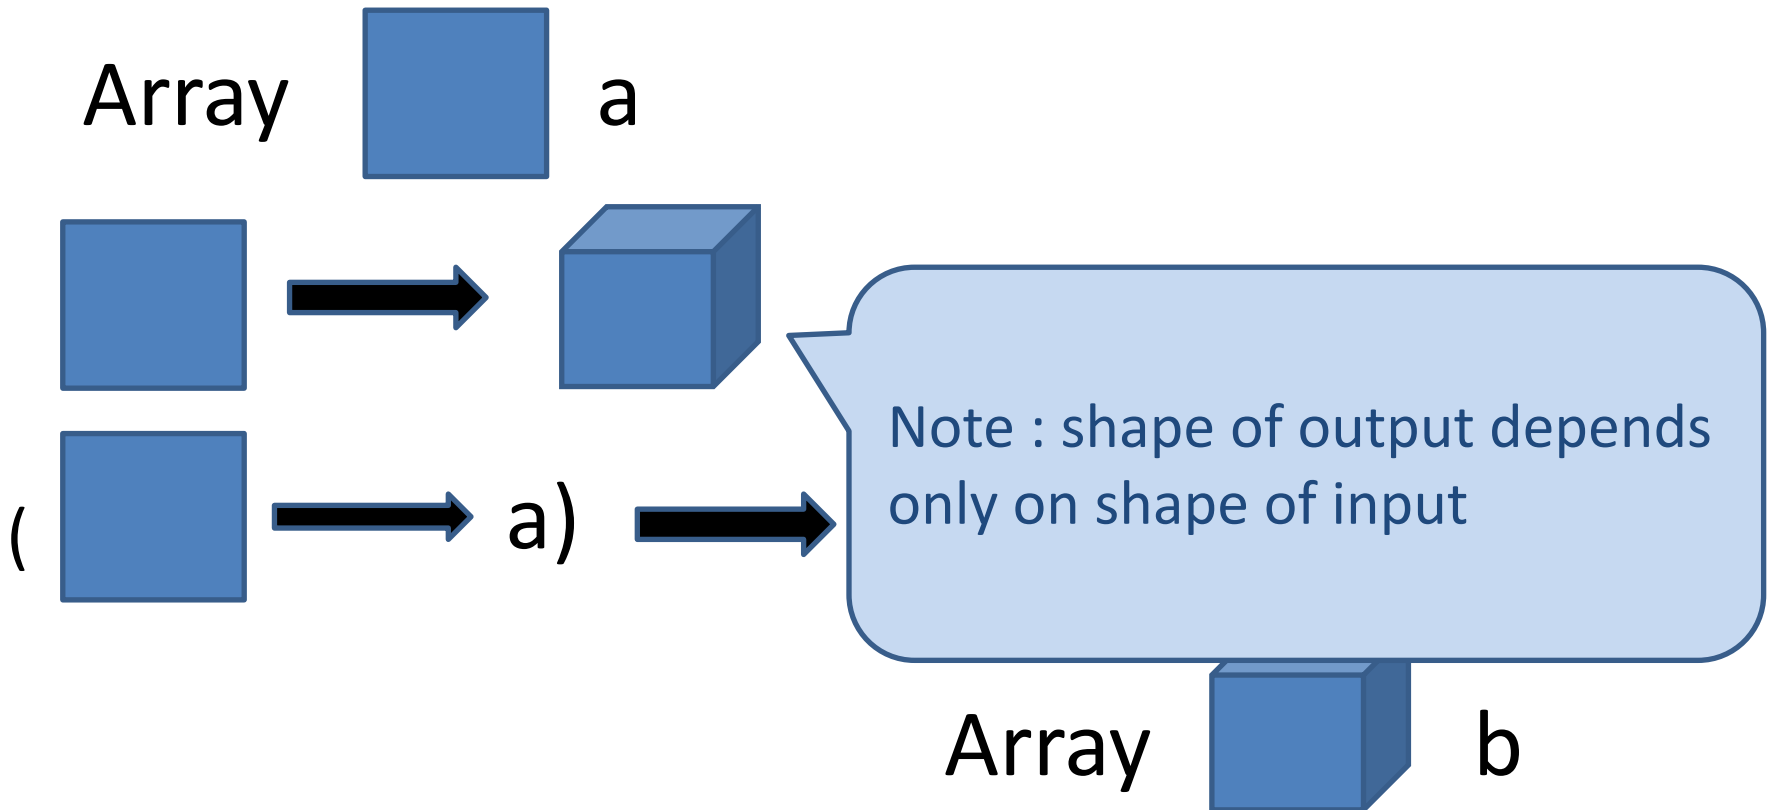 Array a
( a)
Note : shape of output depends
only on shape of input
Array b